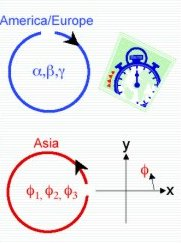 America/Europe
α,β,γ
Asia
ϕ₁, ϕ₂, ϕ₃
y
ϕ
x